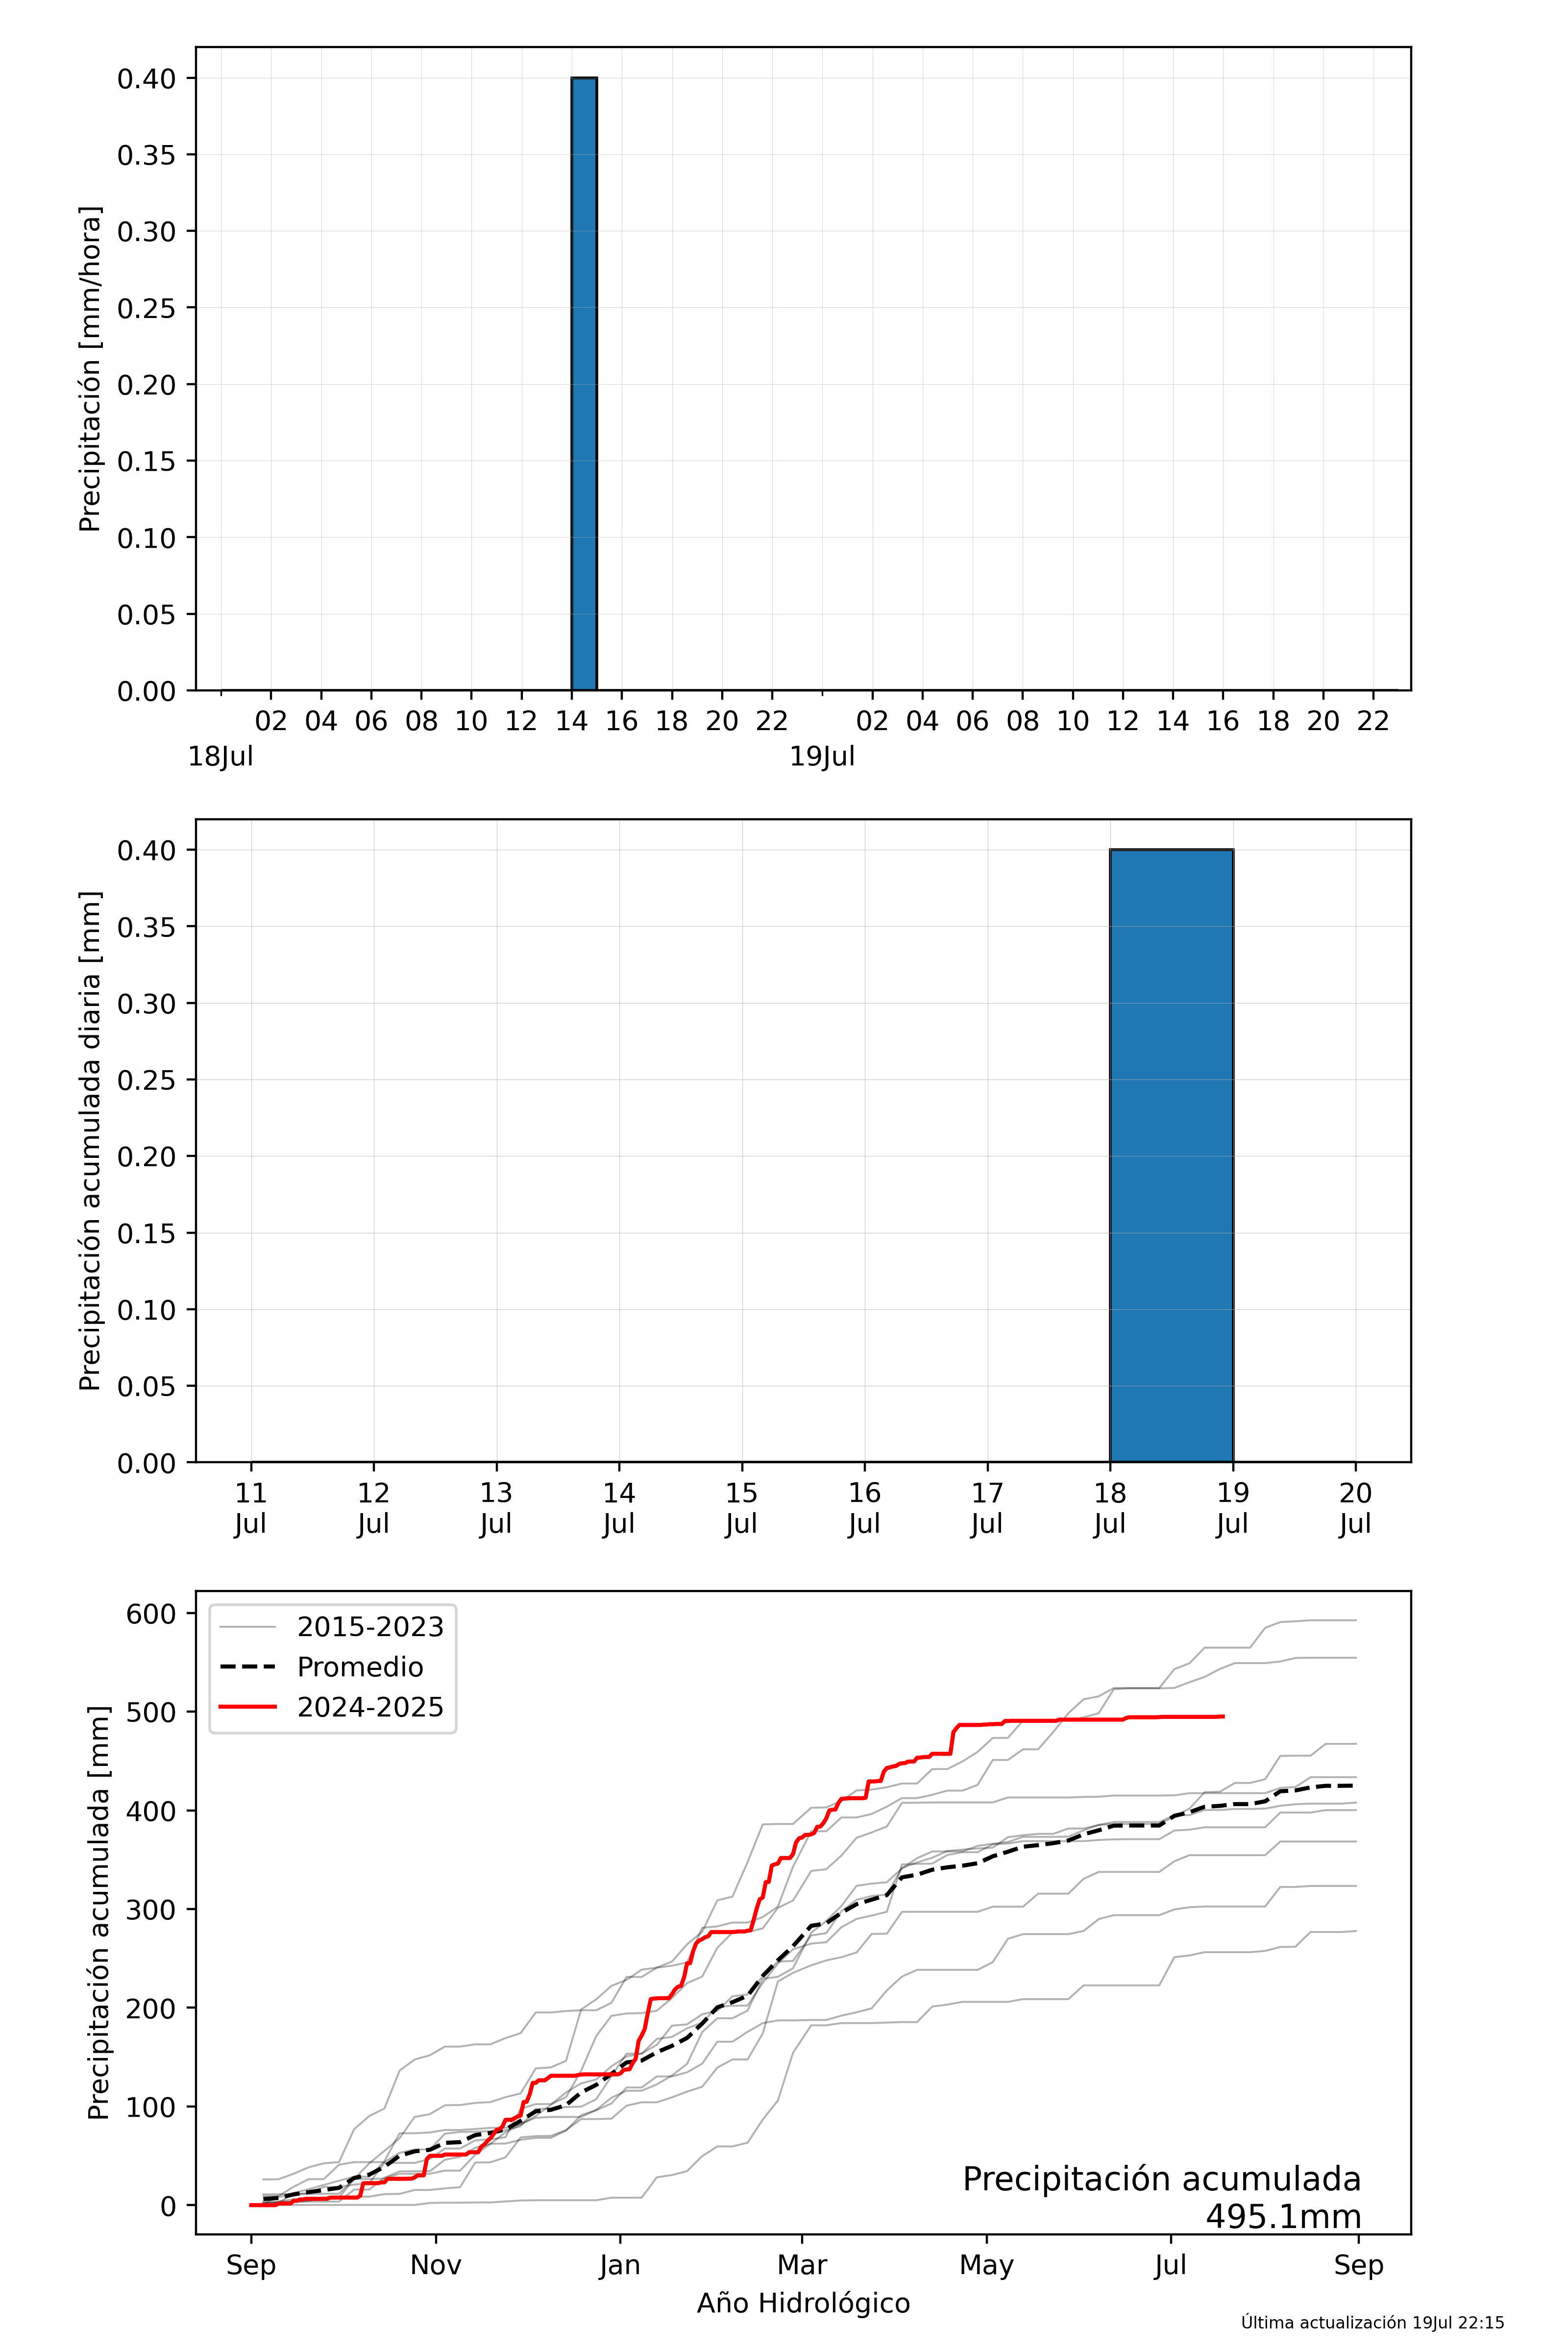 0.40
0.35
0.30
0.25
0.20
0.15
0.10
0.05
0.00
Precipitación [mm/hora]
02 04 06 08 10 12 14 16 18 20 22 02 04 06 08 10 12 14 16 18 20 22
18Jul 19Jul
0.40
0.35
0.30
0.25
0.20
0.15
0.10
0.05
0.00
Precipitación acumulada diaria [mm]
11 12 13 14 15 16 17 18 19 20
Jul Jul Jul Jul Jul Jul Jul Jul Jul Jul
600
500
400
300
200
100
0
Precipitación acumulada [mm]
2015-2023
Promedio
2024-2025
Precipitación acumulada
495.1mm
Sep Nov Jan Mar May Jul Sep
Año Hidrológico
Última actualización 19Jul 22:15